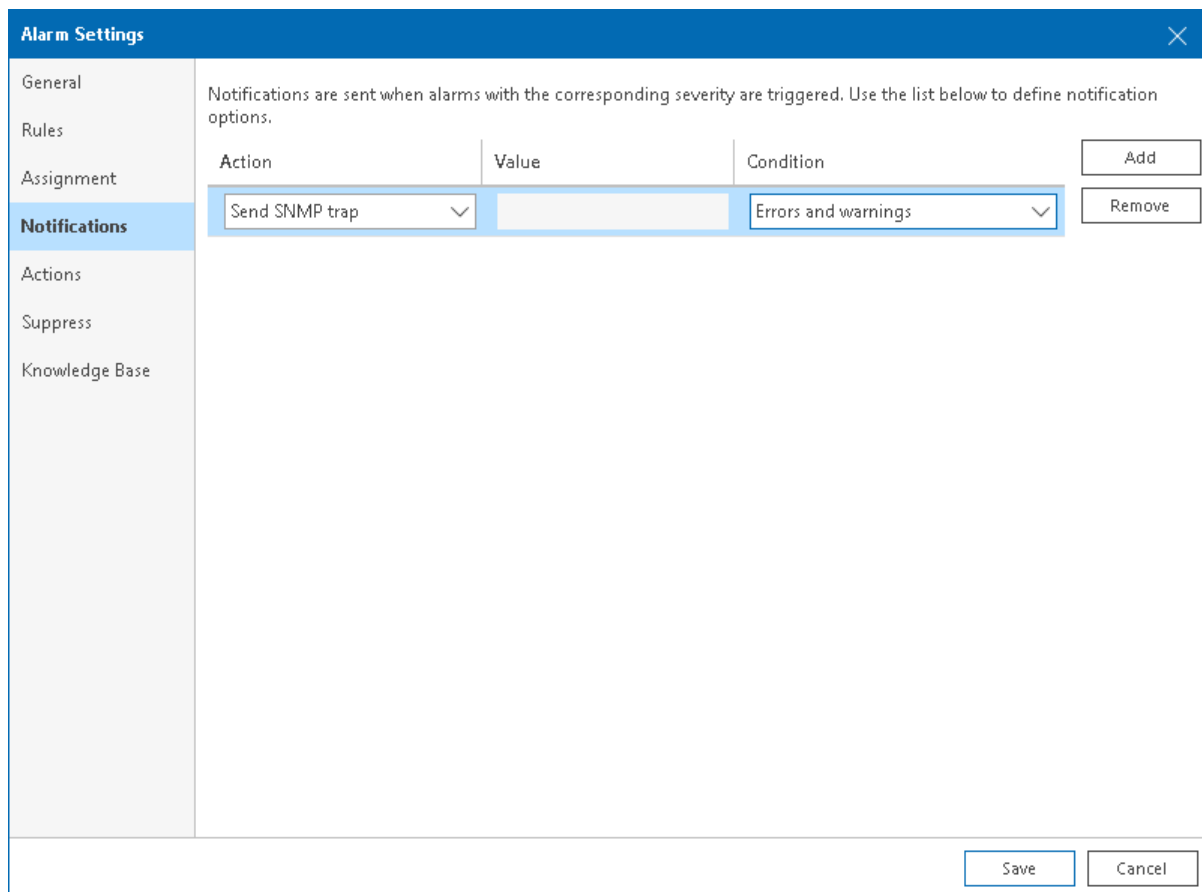 Alarm Settings
General
Rules
Assignment
Notifications
Actions
Suppress
Knowledge Base
Notifications are sent when alarms with the corresponding severity are triggered. Use the list below to define notification
options.
Action Value Condition
Send SNMP trap Errors and warnings
Add
Remove
Save Cancel